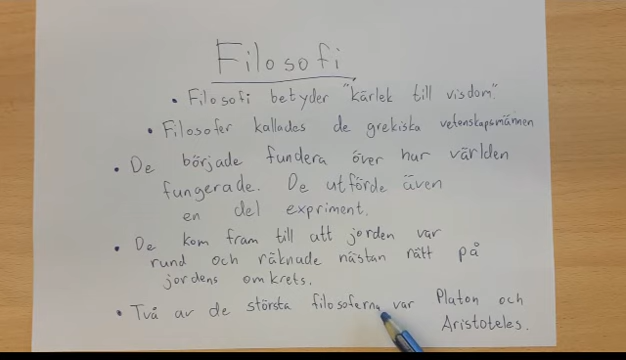 Filosofi
• Filosofi betyder "kärlek till visdom"
• Filosofer kallades de grekiska vetenskapsmännen
• De började fundera över hur världen
fungerade. De utförde även
en del expriment.
• De kom fram till att jorden var
rund och räknade nästan rätt på
jordens omkrets.
• Två av de största filosoferna var Platon och
Aristoteles.